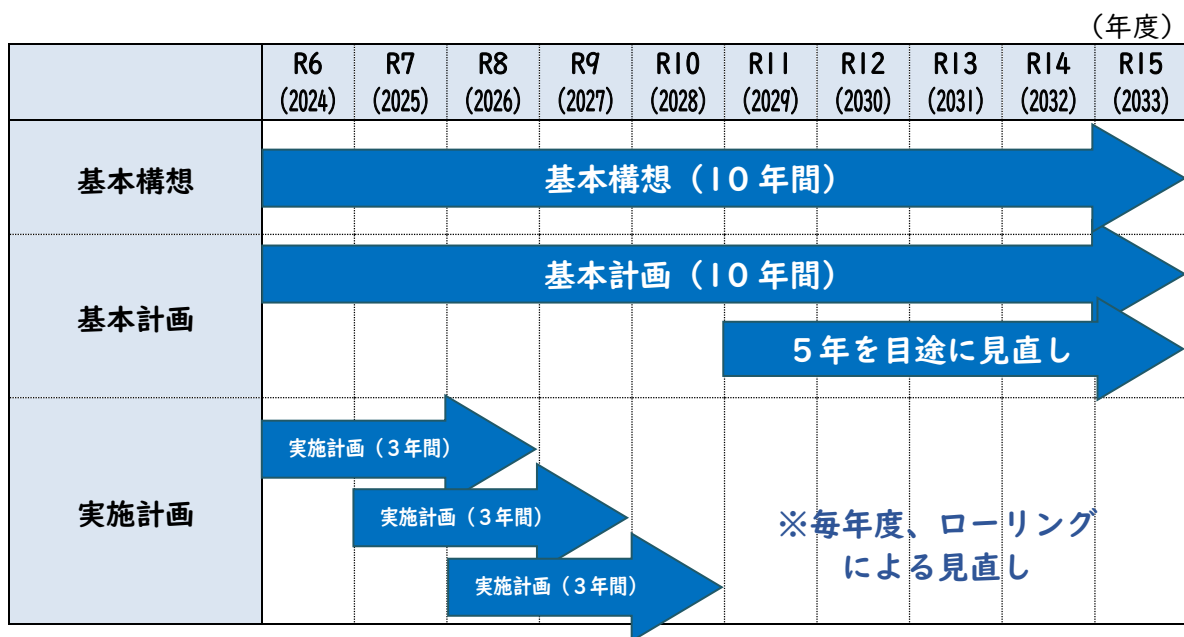 （年度）
R6 R7 R8 R9 R10 R11 R12 R13 R14 R15
(2024) (2025) (2026) (2027) (2028) (2029) (2030) (2031) (2032) (2033)
基本構想
基本構想（10年間）
基本計画
基本計画（10年間）
５年を目途に見直し
実施計画
実施計画（３年間）
実施計画（３年間）
実施計画（３年間）
※毎年度、ローリング
による見直し